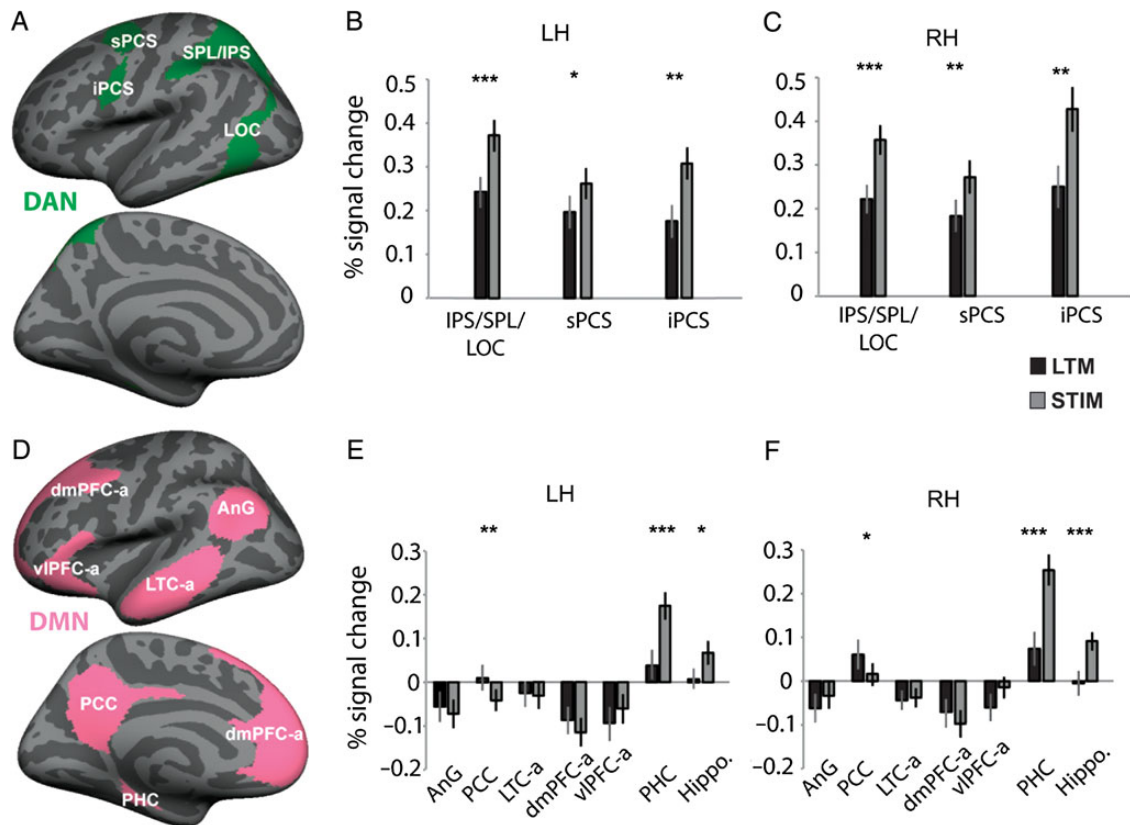 A
sPCS
SPL/IPS
iPCS
LOC
DAN
B
LH
% signal change
0.5
0.4
0.3
0.2
0.1
0
***
*
**
IPS/SPL/
LOC
sPCS
iPCS
C
RH
0.5
0.4
0.3
0.2
0.1
0
***
**
**
IPS/SPL/
LOC
sPCS
iPCS
LTM
STIM
D
dmPFC-a
AnG
vlPFC-a
LTC-a
DMN
PCC
dmPFC-a
PHC
E
LH
% signal change
0.3
0.2
0.1
0
−0.1
−0.2
**
***
*
AnG
PCC
LTC-a
dmPFC-a
vlPFC-a
PHC
Hippo.
F
RH
0.3
0.2
0.1
0
−0.1
−0.2
*
***
***
AnG
PCC
LTC-a
dmPFC-a
vlPFC-a
PHC
Hippo.